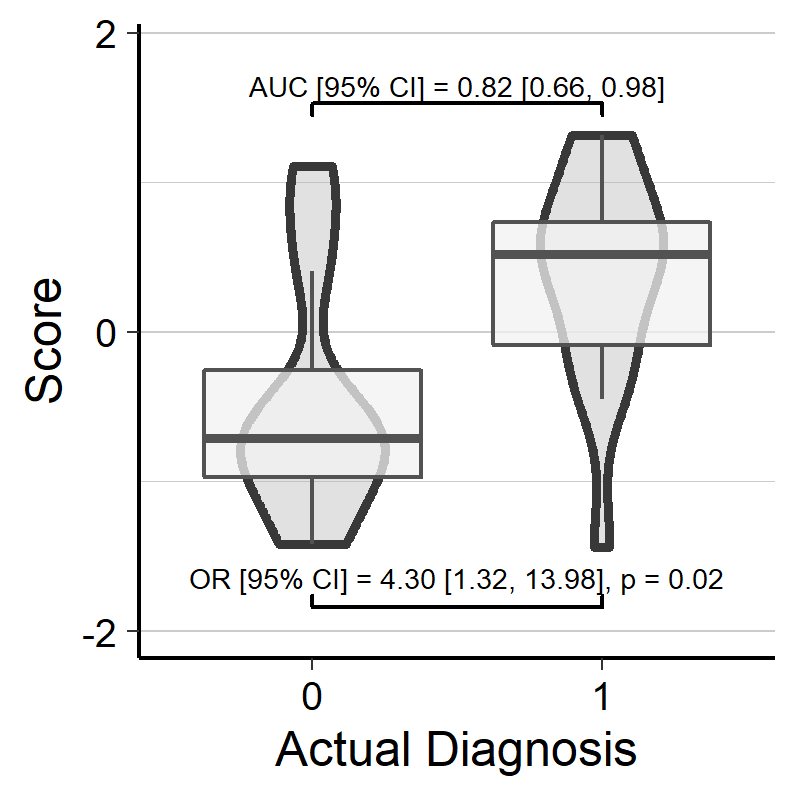 2
AUC [95% CI] = 0.82 [0.66, 0.98]
Score
0
OR [95% CI] = 4.30 [1.32, 13.98], p = 0.02
-2
0 1
Actual Diagnosis